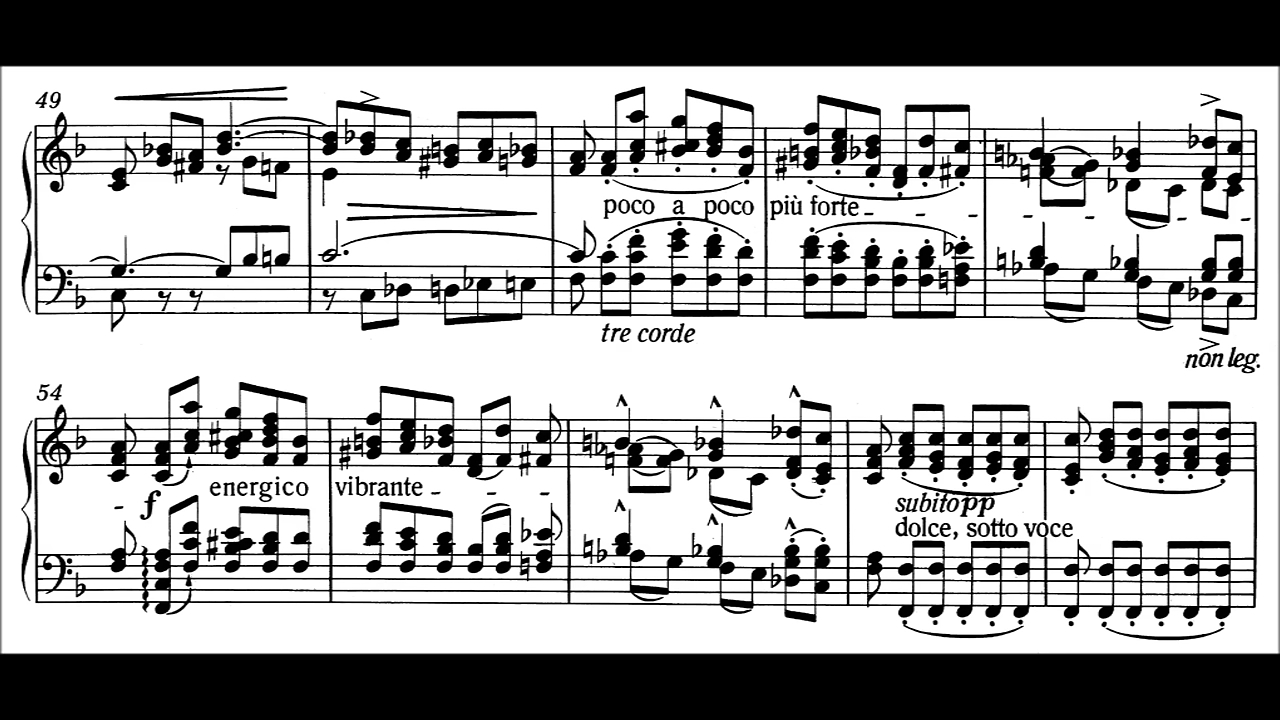 49
poco a poco più forte
tre corde
non leg.
54
f energico vibrante
subito pp
dolce, sotto voce